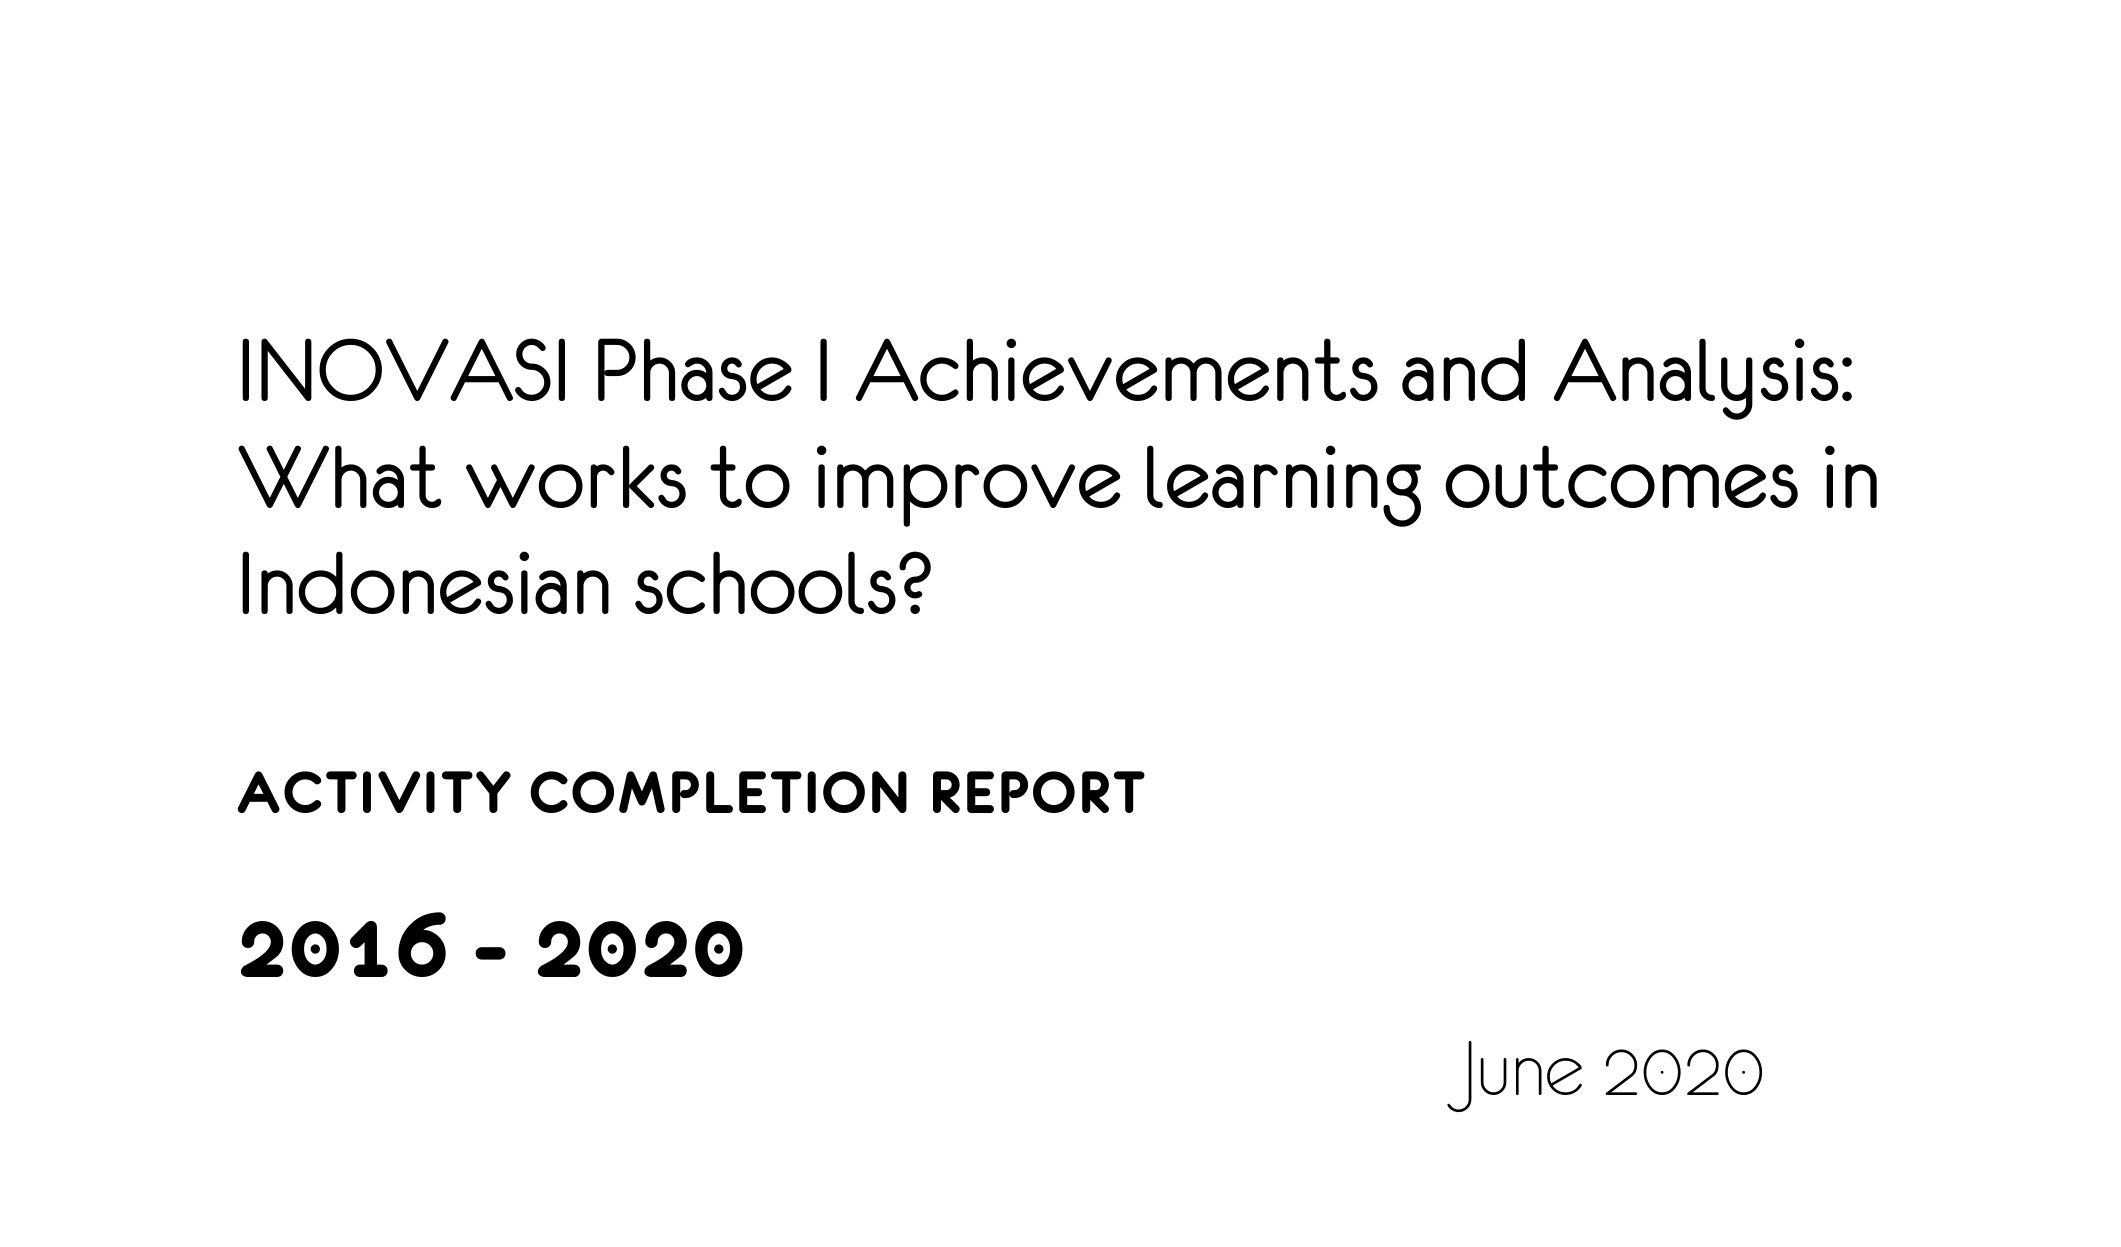 INOVASI Phase I Achievements and Analysis:
What works to improve learning outcomes in
Indonesian schools?
ACTIVITY COMPLETION REPORT
2016 - 2020
June 2020